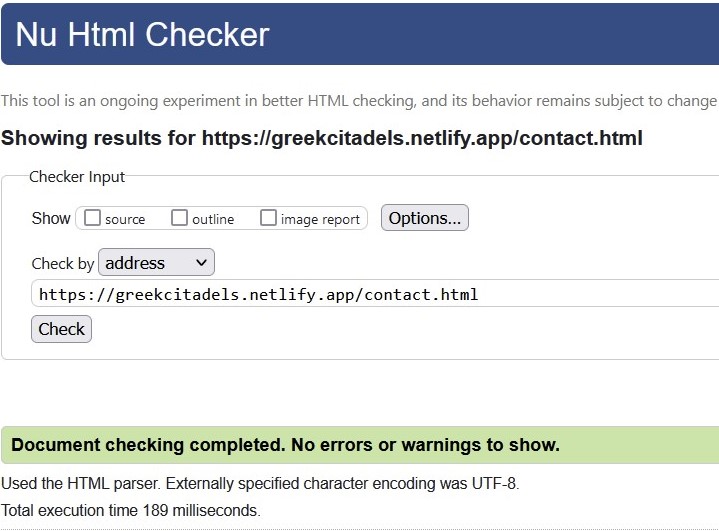 Nu Html Checker
This tool is an ongoing experiment in better HTML checking, and its behavior remains subject to change
Showing results for https://greekcitadels.netlify.app/contact.html
Checker Input
Show source outline image report Options...
Check by address
https://greekcitadels.netlify.app/contact.html
Check
Document checking completed. No errors or warnings to show.
Used the HTML parser. Externally specified character encoding was UTF-8.
Total execution time 189 milliseconds.